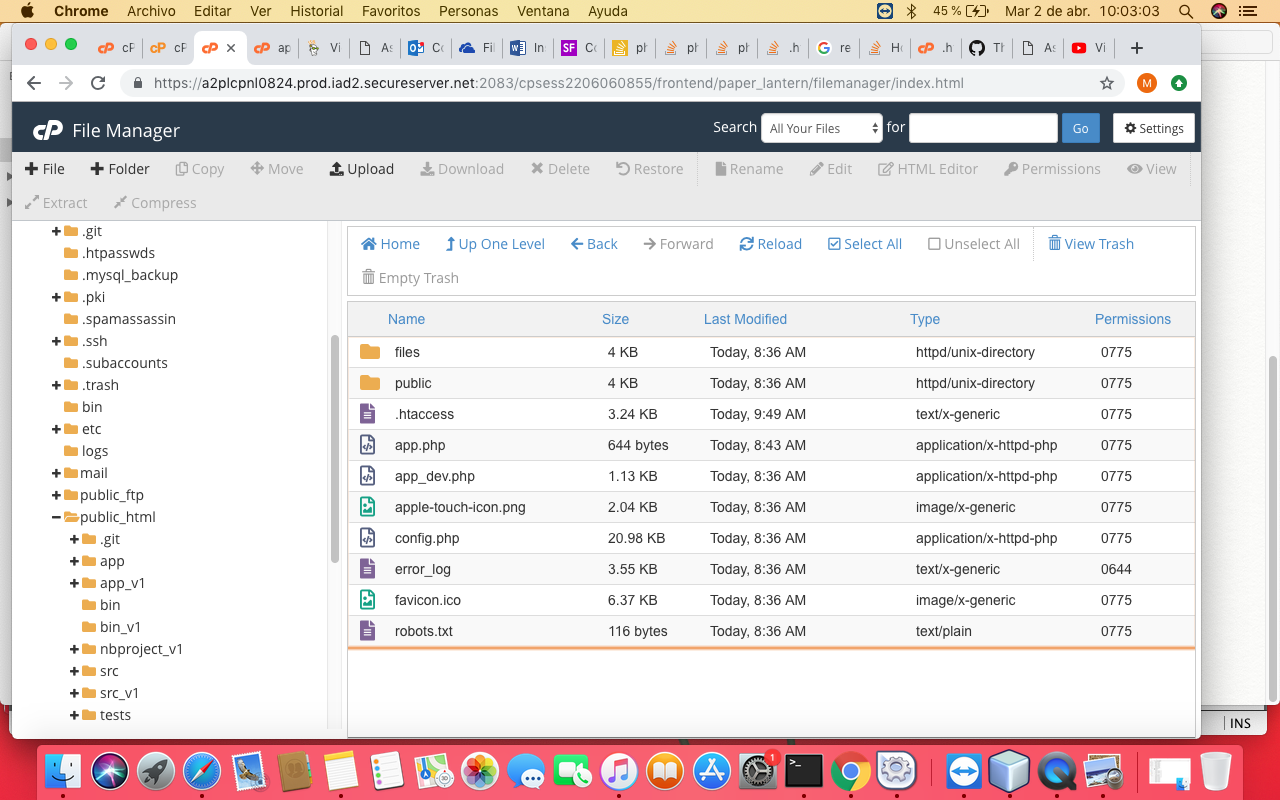 Chrome Archivo Editar Ver Historial Favoritos Personas Ventana Ayuda 45 % Mar 2 de abr. 10:03:03
cP cP ap Vi As Co Fi In Co ph ph ph .h re Ho .h Th As Vi
https://a2plcpnl0824.prod.iad2.secureserver.net:2083/cpsess2206060855/frontend/paper_lantern/filemanager/index.html M
cP File Manager Search All Your Files for Go Settings
File Folder Copy Move Upload Download Delete Restore Rename Edit HTML Editor Permissions View
Extract Compress
.git
.htpasswds
.mysql_backup
.pki
.spamassassin
.ssh
.subaccounts
.trash
bin
etc
logs
mail
public_ftp
public_html
.git
app
app_v1
bin
bin_v1
nbproject_v1
src
src_v1
tests
Home Up One Level Back Forward Reload Select All Unselect All View Trash
Empty Trash
Name Size Last Modified Type Permissions
files 4 KB Today, 8:36 AM httpd/unix-directory 0775
public 4 KB Today, 8:36 AM httpd/unix-directory 0775
.htaccess 3.24 KB Today, 9:49 AM text/x-generic 0775
app.php 644 bytes Today, 8:43 AM application/x-httpd-php 0775
app_dev.php 1.13 KB Today, 8:36 AM application/x-httpd-php 0775
apple-touch-icon.png 2.04 KB Today, 8:36 AM image/x-generic 0775
config.php 20.98 KB Today, 8:36 AM application/x-httpd-php 0775
error_log 3.55 KB Today, 8:36 AM text/x-generic 0644
favicon.ico 6.37 KB Today, 8:36 AM image/x-generic 0775
robots.txt 116 bytes Today, 8:36 AM text/plain 0775
INS
1